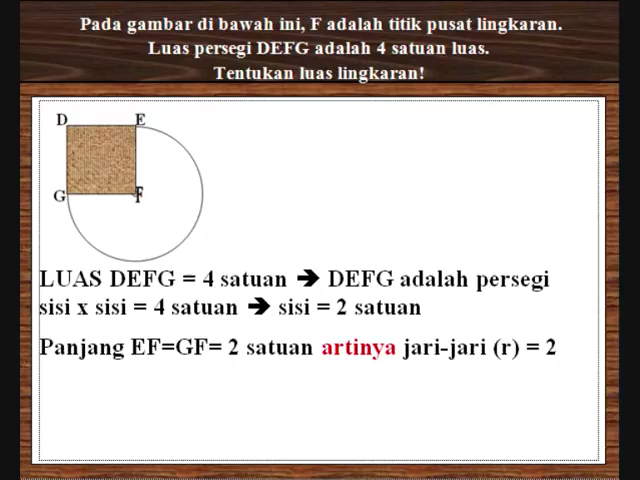 Pada gambar di bawah ini, F adalah titik pusat lingkaran.
Luas persegi DEFG adalah 4 satuan luas.
Tentukan luas lingkaran!
D E
G F
LUAS DEFG = 4 satuan ➔ DEFG adalah persegi
sisi x sisi = 4 satuan ➔ sisi = 2 satuan
Panjang EF=GF= 2 satuan artinya jari-jari (r) = 2